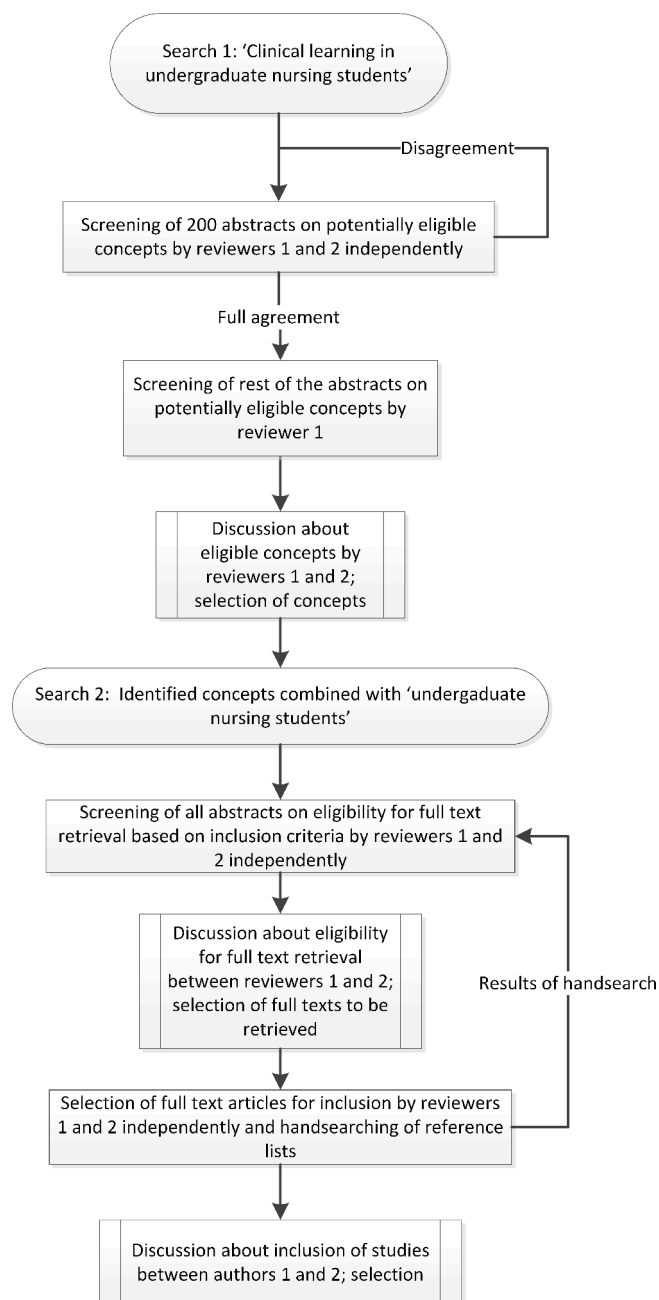 Search 1: ‘Clinical learning in
undergraduate nursing students’
Disagreement
Screening of 200 abstracts on potentially eligible
concepts by reviewers 1 and 2 independently
Full agreement
Screening of rest of the abstracts on
potentially eligible concepts by
reviewer 1
Discussion about
eligible concepts by
reviewers 1 and 2;
selection of concepts
Search 2:  Identified concepts combined with ‘undergaduate
nursing students’
Screening of all abstracts on eligibility for full text
retrieval based on inclusion criteria by reviewers 1 and
2 independently
Discussion about eligibility
for full text retrieval
between reviewers 1 and 2;
selection of full texts to be
retrieved
Results of handsearch
Selection of full text articles for inclusion by reviewers
1 and 2 independently and handsearching of reference
lists
Discussion about inclusion of studies
between authors 1 and 2; selection